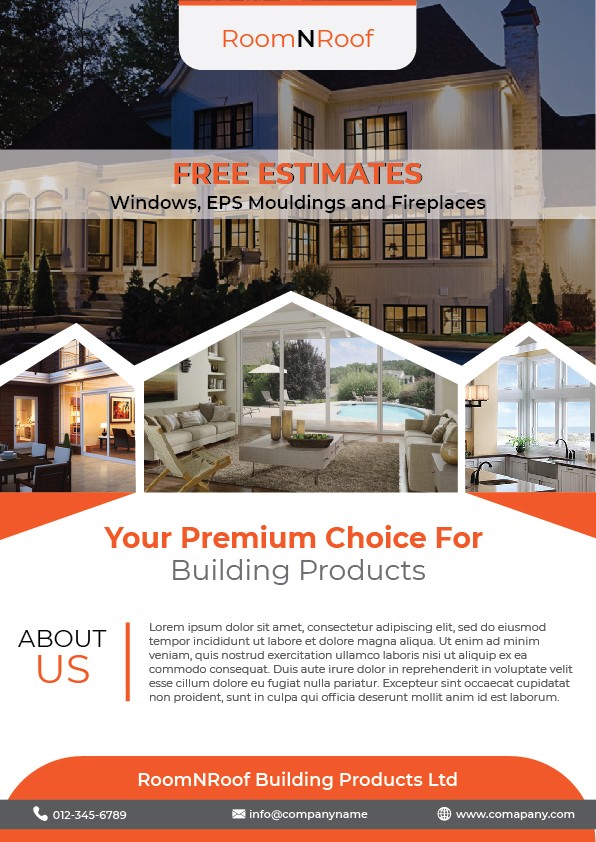 RoomNRoof
FREE ESTIMATES
Windows, EPS Mouldings and Fireplaces
Your Premium Choice For
Building Products
ABOUT
US
Lorem ipsum dolor sit amet, consectetur adipiscing elit, sed do eiusmod
tempor incididunt ut labore et dolore magna aliqua. Ut enim ad minim
veniam, quis nostrud exercitation ullamco laboris nisi ut aliquip ex ea
commodo consequat. Duis aute irure dolor in reprehenderit in voluptate velit
esse cillum dolore eu fugiat nulla pariatur. Excepteur sint occaecat cupidatat
non proident, sunt in culpa qui officia deserunt mollit anim id est laborum.
RoomNRoof Building Products Ltd
012-345-6789
info@companyname
www.comapany.com